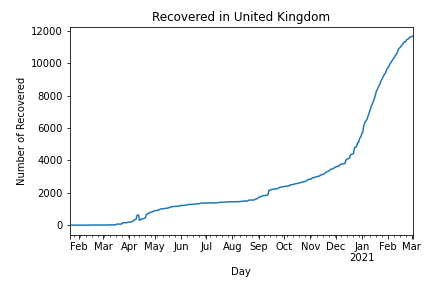 Recovered in United Kingdom
Number of Recovered
12000
10000
8000
6000
4000
2000
0
Feb Mar Apr May Jun Jul Aug Sep Oct Nov Dec Jan Feb Mar
2021
Day